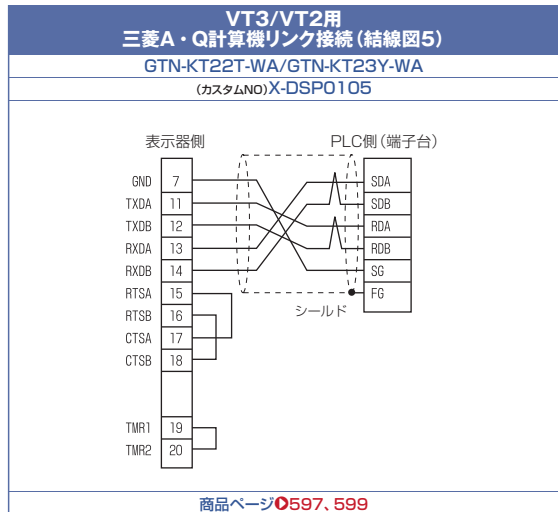 VT3/VT2用
三菱A・Q計算機リンク接続(結線図5)
GTN-KT22T-WA/GTN-KT23Y-WA
(カスタムNO)X-DSP0105
表示器側
PLC側(端子台)
GND 7
TXDA 11
TXDB 12
RXDA 13
RXDB 14
RTSA 15
RTSB 16
CTSA 17
CTSB 18
TMR1 19
TMR2 20
SDA
SDB
RDA
RDB
SG
FG
シールド
商品ページ 597、599